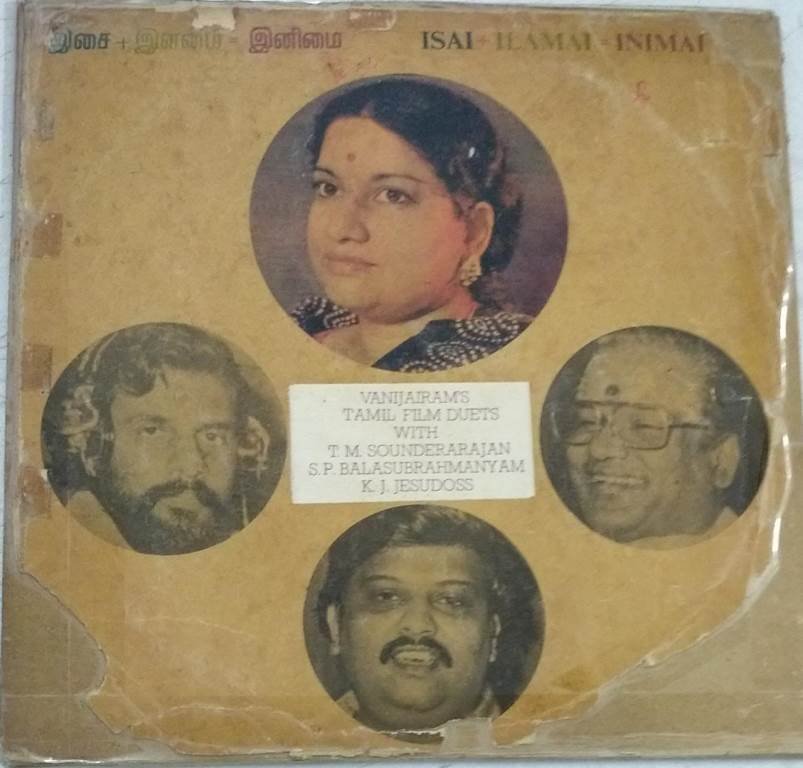 இசை + இளமை = இனிமை
ISAI + ILAMAI = INIMAI
VANIJAIRAM'S
TAMIL FILM DUETS
WITH
T. M. SOUNDERARAJAN
S. P. BALASUBRAHMANYAM
K. J. JESUDOSS